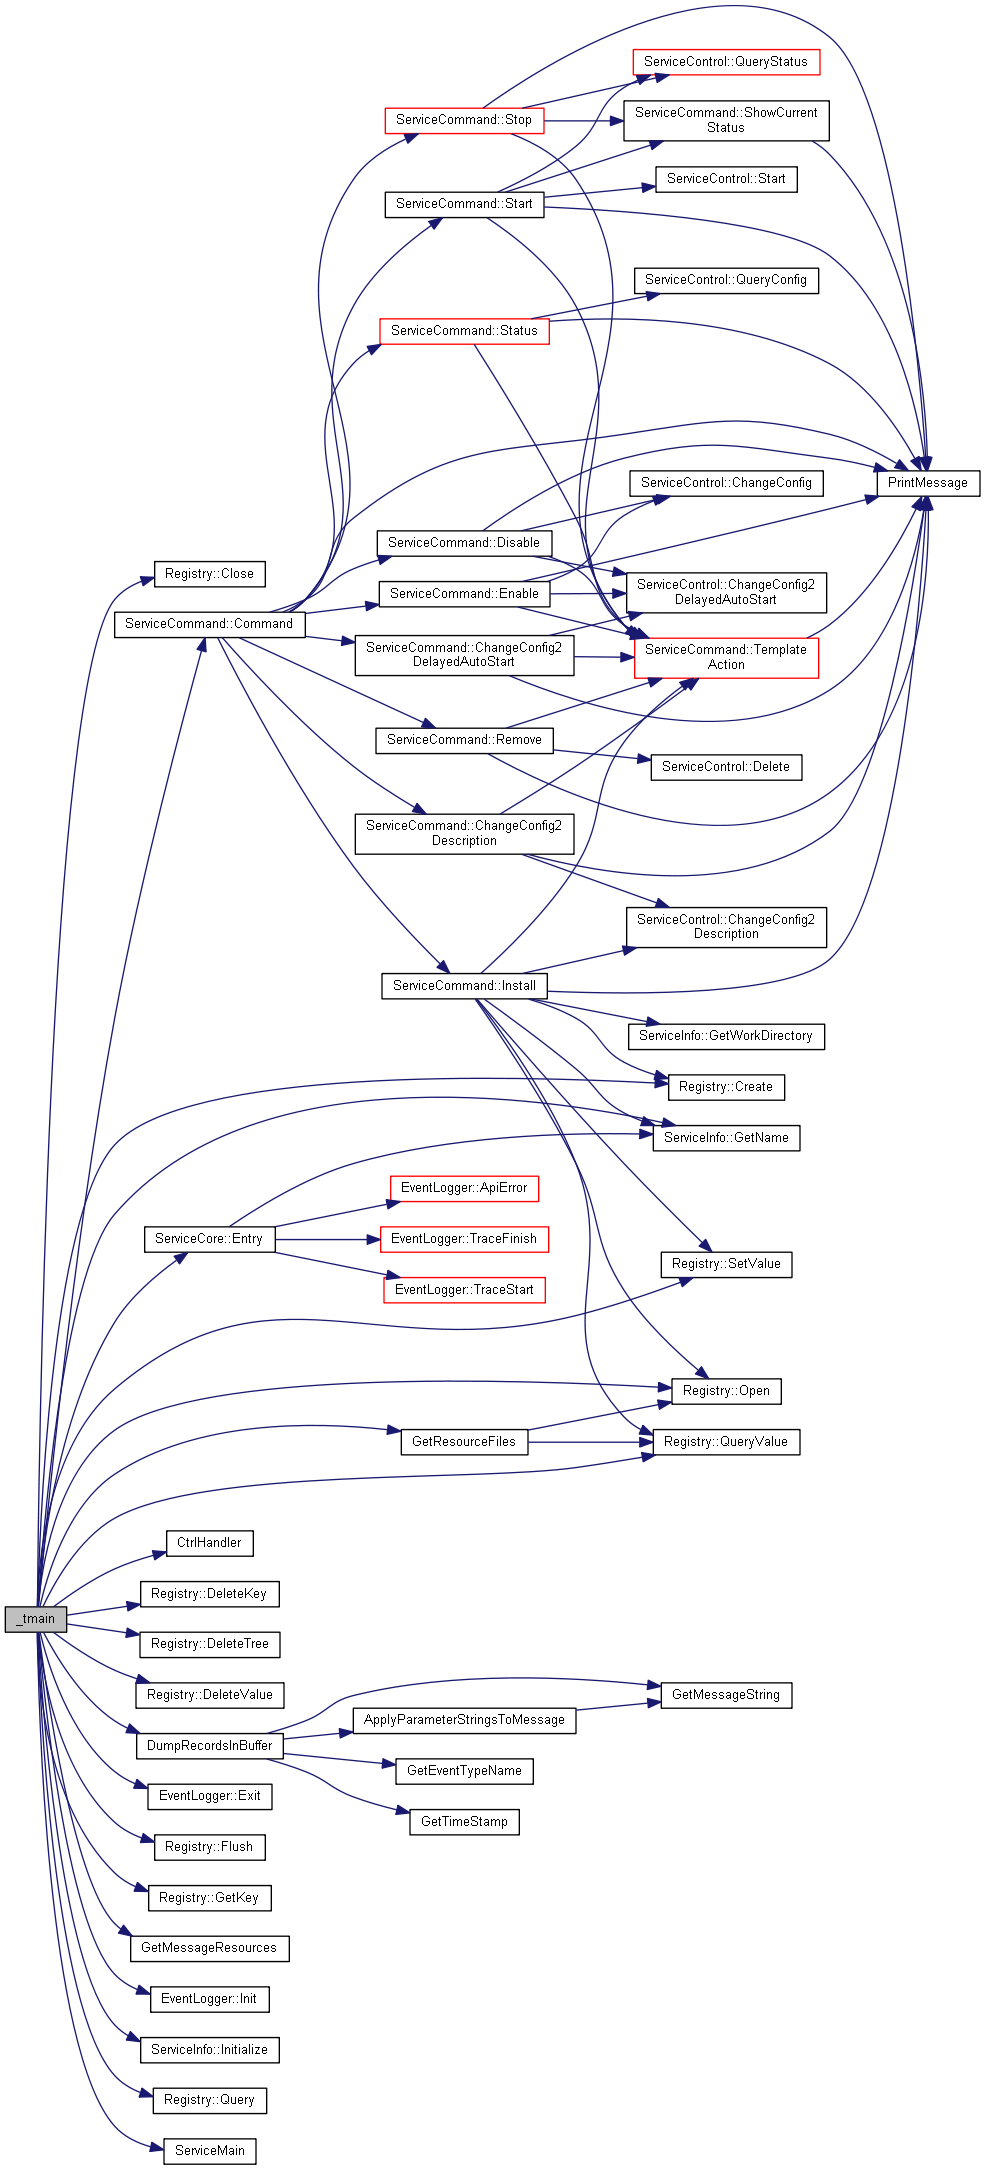 ServiceControl::QueryStatus
ServiceCommand::Stop
ServiceCommand::ShowCurrent
Status
ServiceControl::Start
ServiceCommand::Start
ServiceControl::QueryConfig
ServiceCommand::Status
ServiceControl::ChangeConfig
PrintMessage
ServiceCommand::Disable
Registry::Close
ServiceControl::ChangeConfig2
DelayedAutoStart
ServiceCommand::Enable
ServiceCommand::Command
ServiceCommand::ChangeConfig2
DelayedAutoStart
ServiceCommand::Template
Action
ServiceCommand::Remove
ServiceControl::Delete
ServiceCommand::ChangeConfig2
Description
ServiceControl::ChangeConfig2
Description
ServiceCommand::Install
ServiceInfo::GetWorkDirectory
Registry::Create
ServiceInfo::GetName
EventLogger::ApiError
ServiceCore::Entry
EventLogger::TraceFinish
Registry::SetValue
EventLogger::TraceStart
Registry::Open
GetResourceFiles
Registry::QueryValue
CtrlHandler
Registry::DeleteKey
_tmain
Registry::DeleteTree
Registry::DeleteValue
GetMessageString
ApplyParameterStringsToMessage
DumpRecordsInBuffer
GetEventTypeName
EventLogger::Exit
GetTimeStamp
Registry::Flush
Registry::GetKey
GetMessageResources
EventLogger::Init
ServiceInfo::Initialize
Registry::Query
ServiceMain